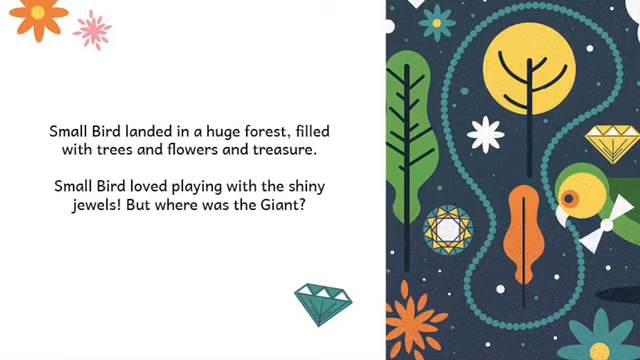 Small Bird landed in a huge forest, filled
with trees and flowers and treasure.
Small Bird loved playing with the shiny
jewels! But where was the Giant?